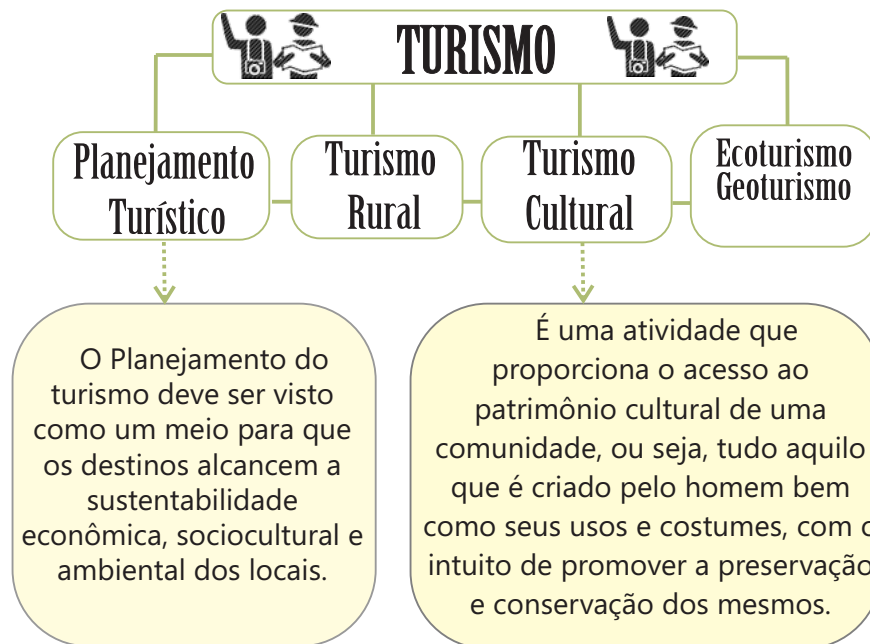 TURISMO
Planejamento
Turístico
Turismo
Rural
Turismo
Cultural
Ecoturismo
Geoturismo
O Planejamento do
turismo deve ser visto
como um meio para que
os destinos alcancem a
sustentabilidade
econômica, sociocultural e
ambiental dos locais.
É uma atividade que
proporciona o acesso ao
patrimônio cultural de uma
comunidade, ou seja, tudo aquilo
que é criado pelo homem bem
como seus usos e costumes, com o
intuito de promover a preservação
e conservação dos mesmos.